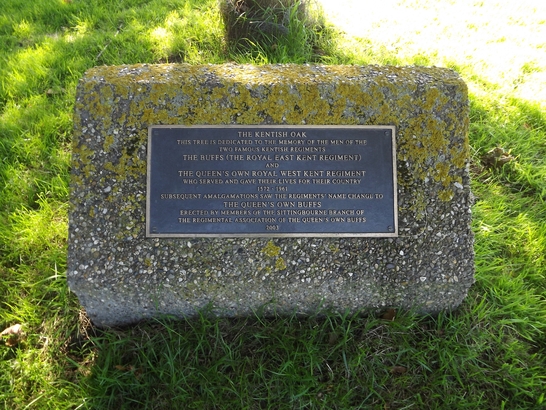 THE KENTISH OAK
THIS TREE IS DEDICATED TO THE MEMORY OF THE MEN OF THE
TWO FAMOUS KENTISH REGIMENTS
THE BUFFS (THE ROYAL EAST KENT REGIMENT)
AND
THE QUEEN'S OWN ROYAL WEST KENT REGIMENT
WHO SERVED AND GAVE THEIR LIVES FOR THEIR COUNTRY
1572 - 1961
SUBSEQUENT AMALGAMATIONS SAW THE REGIMENTS' NAME CHANGE TO
THE QUEEN'S OWN BUFFS
ERECTED BY MEMBERS OF THE SITTINGBOURNE BRANCH OF
THE REGIMENTAL ASSOCIATION OF THE QUEEN'S OWN BUFFS
2002